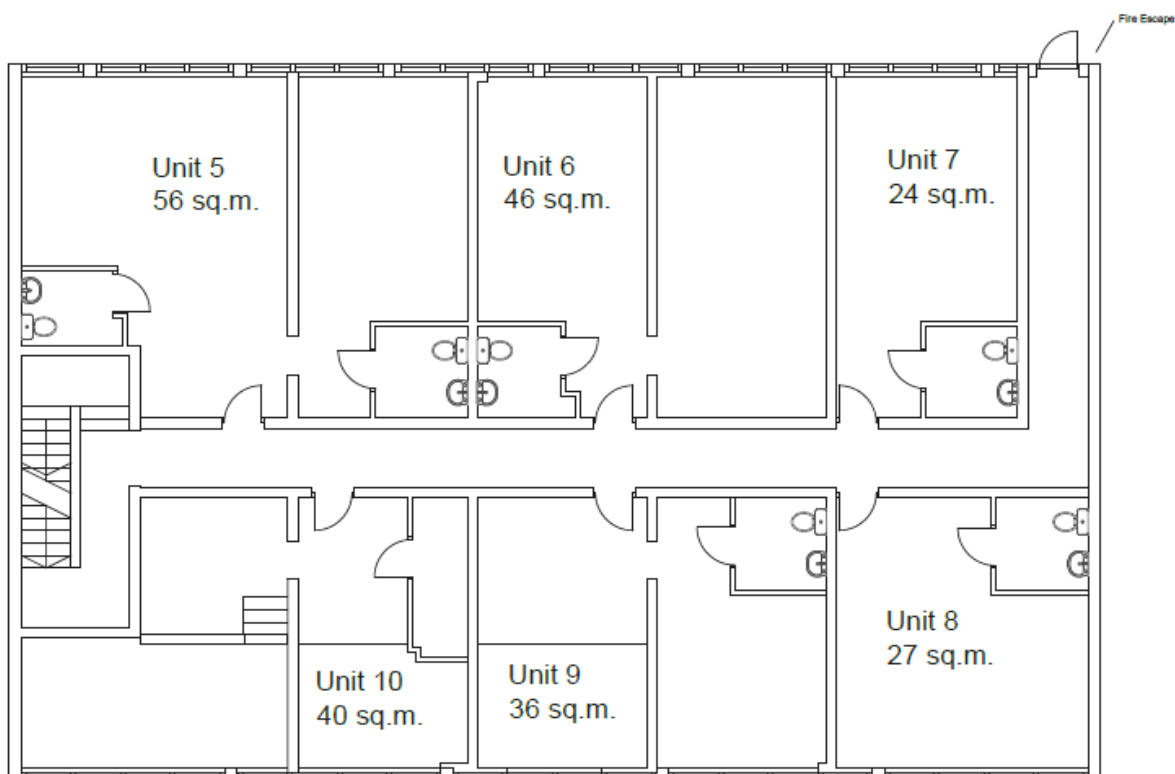 Fire Escape
Unit 5
56 sq.m.
Unit 6
46 sq.m.
Unit 7
24 sq.m.
Unit 8
27 sq.m.
Unit 10
40 sq.m.
Unit 9
36 sq.m.